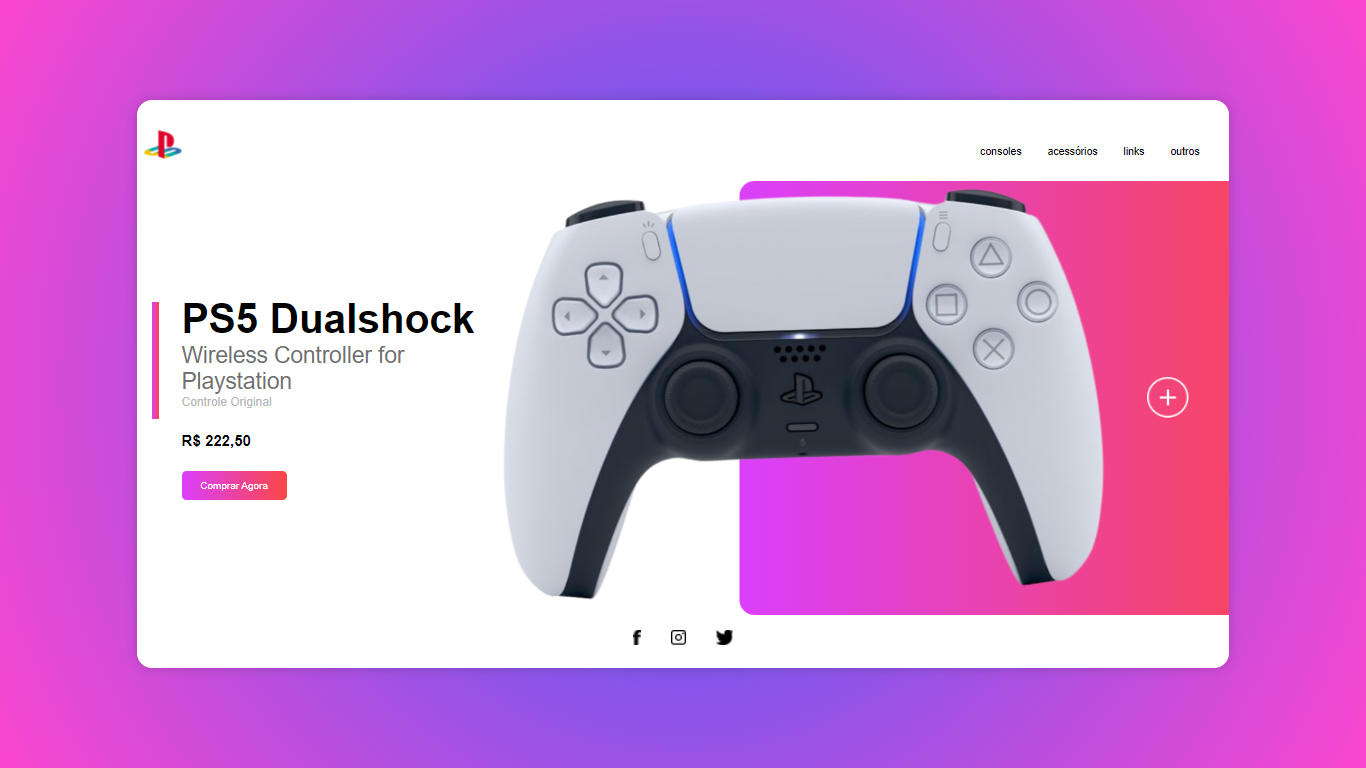 consoles acessórios links outros
PS5 Dualshock
Wireless Controller for
Playstation
Controle Original
R$ 222,50
Comprar Agora